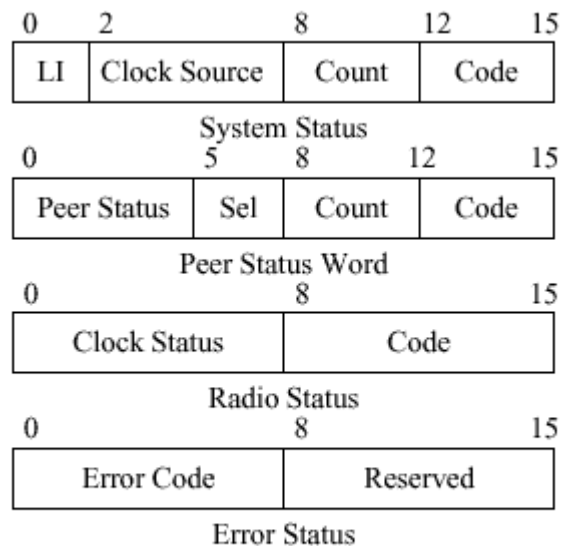 0 2 8 12 15
LI Clock Source Count Code
System Status
0 5 8 12 15
Peer Status Sel Count Code
Peer Status Word
0 8 15
Clock Status Code
Radio Status
0 8 15
Error Code Reserved
Error Status